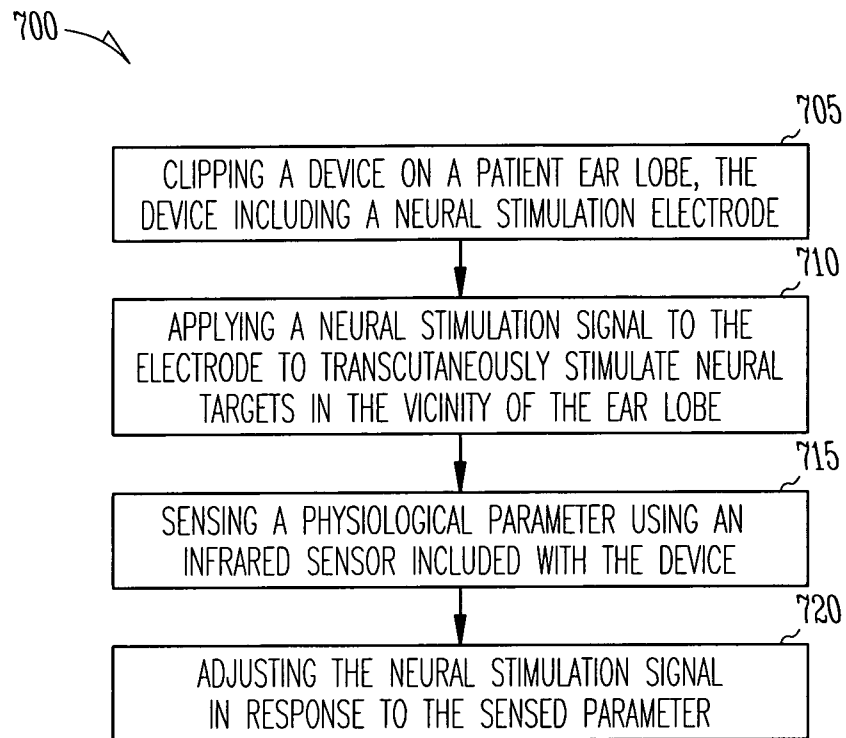 700
705
CLIPPING A DEVICE ON A PATIENT EAR LOBE, THE
DEVICE INCLUDING A NEURAL STIMULATION ELECTRODE
710
APPLYING A NEURAL STIMULATION SIGNAL TO THE
ELECTRODE TO TRANSCUTANEOUSLY STIMULATE NEURAL
TARGETS IN THE VICINITY OF THE EAR LOBE
715
SENSING A PHYSIOLOGICAL PARAMETER USING AN
INFRARED SENSOR INCLUDED WITH THE DEVICE
720
ADJUSTING THE NEURAL STIMULATION SIGNAL
IN RESPONSE TO THE SENSED PARAMETER